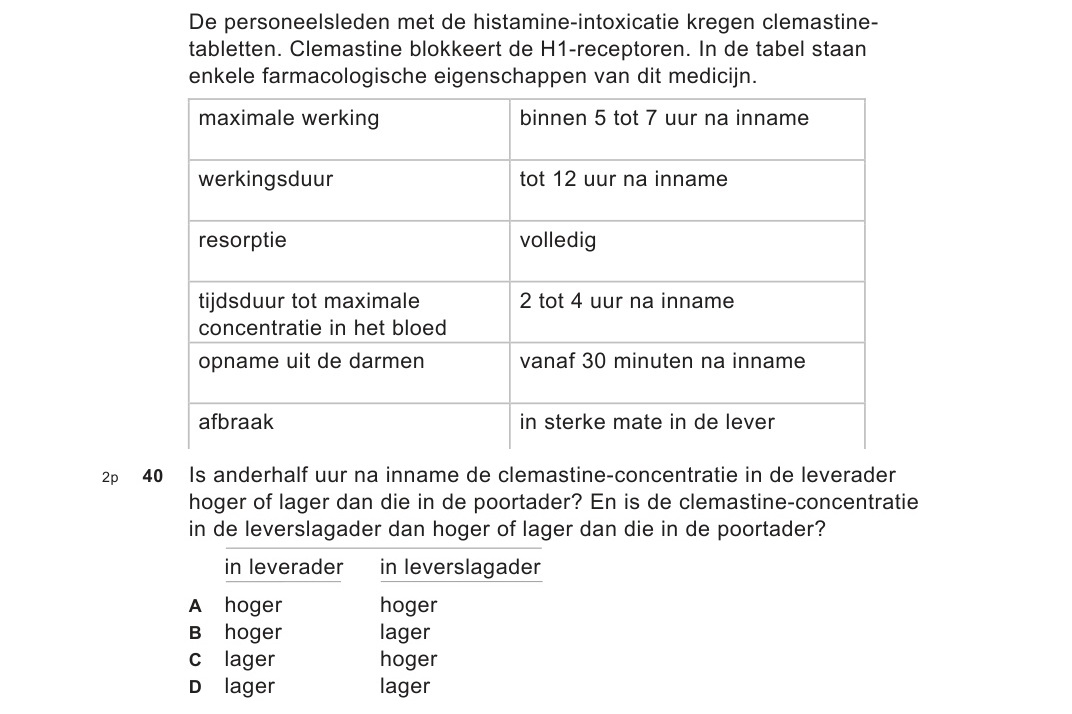 De personeelsleden met de histamine-intoxicatie kregen clemastine-
tabletten. Clemastine blokkeert de H1-receptoren. In de tabel staan
enkele farmacologische eigenschappen van dit medicijn.
maximale werking binnen 5 tot 7 uur na inname
werkingsduur tot 12 uur na inname
resorptie volledig
tijdsduur tot maximale 2 tot 4 uur na inname
concentratie in het bloed
opname uit de darmen vanaf 30 minuten na inname
afbraak in sterke mate in de lever
2p 40 Is anderhalf uur na inname de clemastine-concentratie in de leverader
hoger of lager dan die in de poortader? En is de clemastine-concentratie
in de leverslagader dan hoger of lager dan die in de poortader?
in leverader in leverslagader
A hoger hoger
B hoger lager
C lager hoger
D lager lager